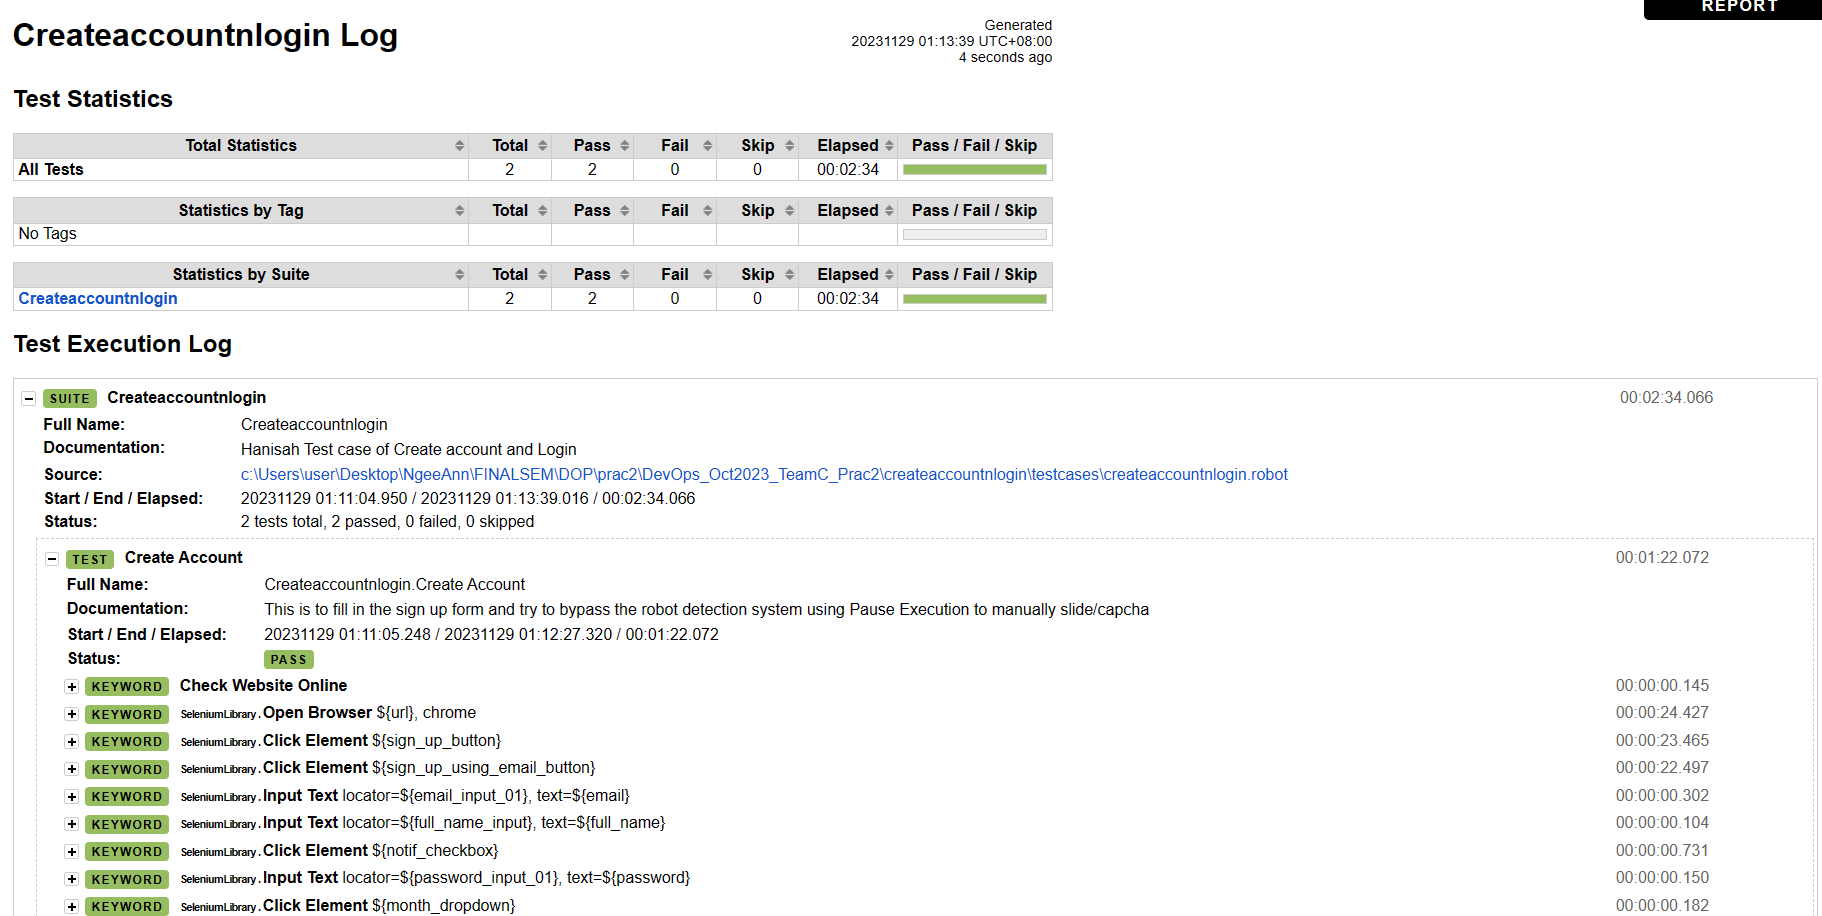 REPORT
Createaccountnlogin Log
Generated
20231129 01:13:39 UTC+08:00
4 seconds ago
Test Statistics
Total Statistics Total Pass Fail Skip Elapsed Pass / Fail / Skip
All Tests 2 2 0 0 00:02:34
Statistics by Tag Total Pass Fail Skip Elapsed Pass / Fail / Skip
No Tags
Statistics by Suite Total Pass Fail Skip Elapsed Pass / Fail / Skip
Createaccountnlogin 2 2 0 0 00:02:34
Test Execution Log
SUITE Createaccountnlogin 00:02:34.066
Full Name: Createaccountnlogin
Documentation: Hanisah Test case of Create account and Login
Source: c:\Users\user\Desktop\NgeeAnn\FINALSEM\DOP\prac2\DevOps_Oct2023_TeamC_Prac2\createaccountnlogin\testcases\createaccountnlogin.robot
Start / End / Elapsed: 20231129 01:11:04.950 / 20231129 01:13:39.016 / 00:02:34.066
Status: 2 tests total, 2 passed, 0 failed, 0 skipped
TEST Create Account 00:01:22.072
Full Name: Createaccountnlogin.Create Account
Documentation: This is to fill in the sign up form and try to bypass the robot detection system using Pause Execution to manually slide/capcha
Start / End / Elapsed: 20231129 01:11:05.248 / 20231129 01:12:27.320 / 00:01:22.072
Status: PASS
KEYWORD Check Website Online 00:00:00.145
KEYWORD SeleniumLibrary.Open Browser ${url}, chrome 00:00:24.427
KEYWORD SeleniumLibrary.Click Element ${sign_up_button} 00:00:23.465
KEYWORD SeleniumLibrary.Click Element ${sign_up_using_email_button} 00:00:22.497
KEYWORD SeleniumLibrary.Input Text locator=${email_input_01}, text=${email} 00:00:00.302
KEYWORD SeleniumLibrary.Input Text locator=${full_name_input}, text=${full_name} 00:00:00.104
KEYWORD SeleniumLibrary.Click Element ${notif_checkbox} 00:00:00.731
KEYWORD SeleniumLibrary.Input Text locator=${password_input_01}, text=${password} 00:00:00.150
KEYWORD SeleniumLibrary.Click Element ${month_dropdown} 00:00:00.182